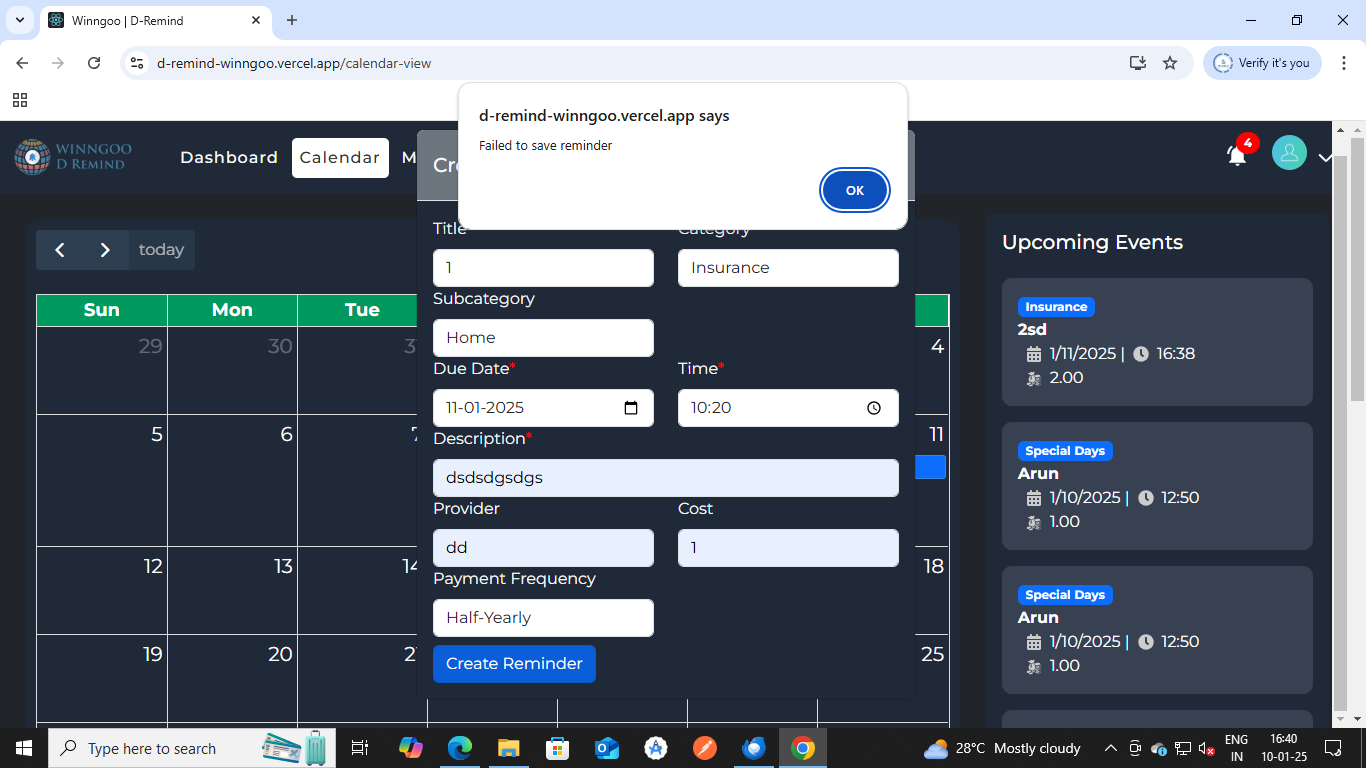 Winngoo | D-Remind
d-remind-winngoo.vercel.app/calendar-view
Verify it's you
d-remind-winngoo.vercel.app says
Failed to save reminder
OK
WINNGOO
D REMIND
Dashboard
Calendar
M
4
Cre
today
Sun Mon Tue
29 30 31 4
5 6 7 11
12 13 14 18
19 20 21 25
Title
Category
1
Insurance
Subcategory
Home
Due Date*
Time*
11-01-2025
10:20
Description*
dsdsdgsdgs
Provider
Cost
dd
1
Payment Frequency
Half-Yearly
Create Reminder
Upcoming Events
Insurance
2sd
1/11/2025 | 16:38
2.00
Special Days
Arun
1/10/2025 | 12:50
1.00
Special Days
Arun
1/10/2025 | 12:50
1.00
Type here to search
28°C Mostly cloudy
ENG
IN
16:40
10-01-25